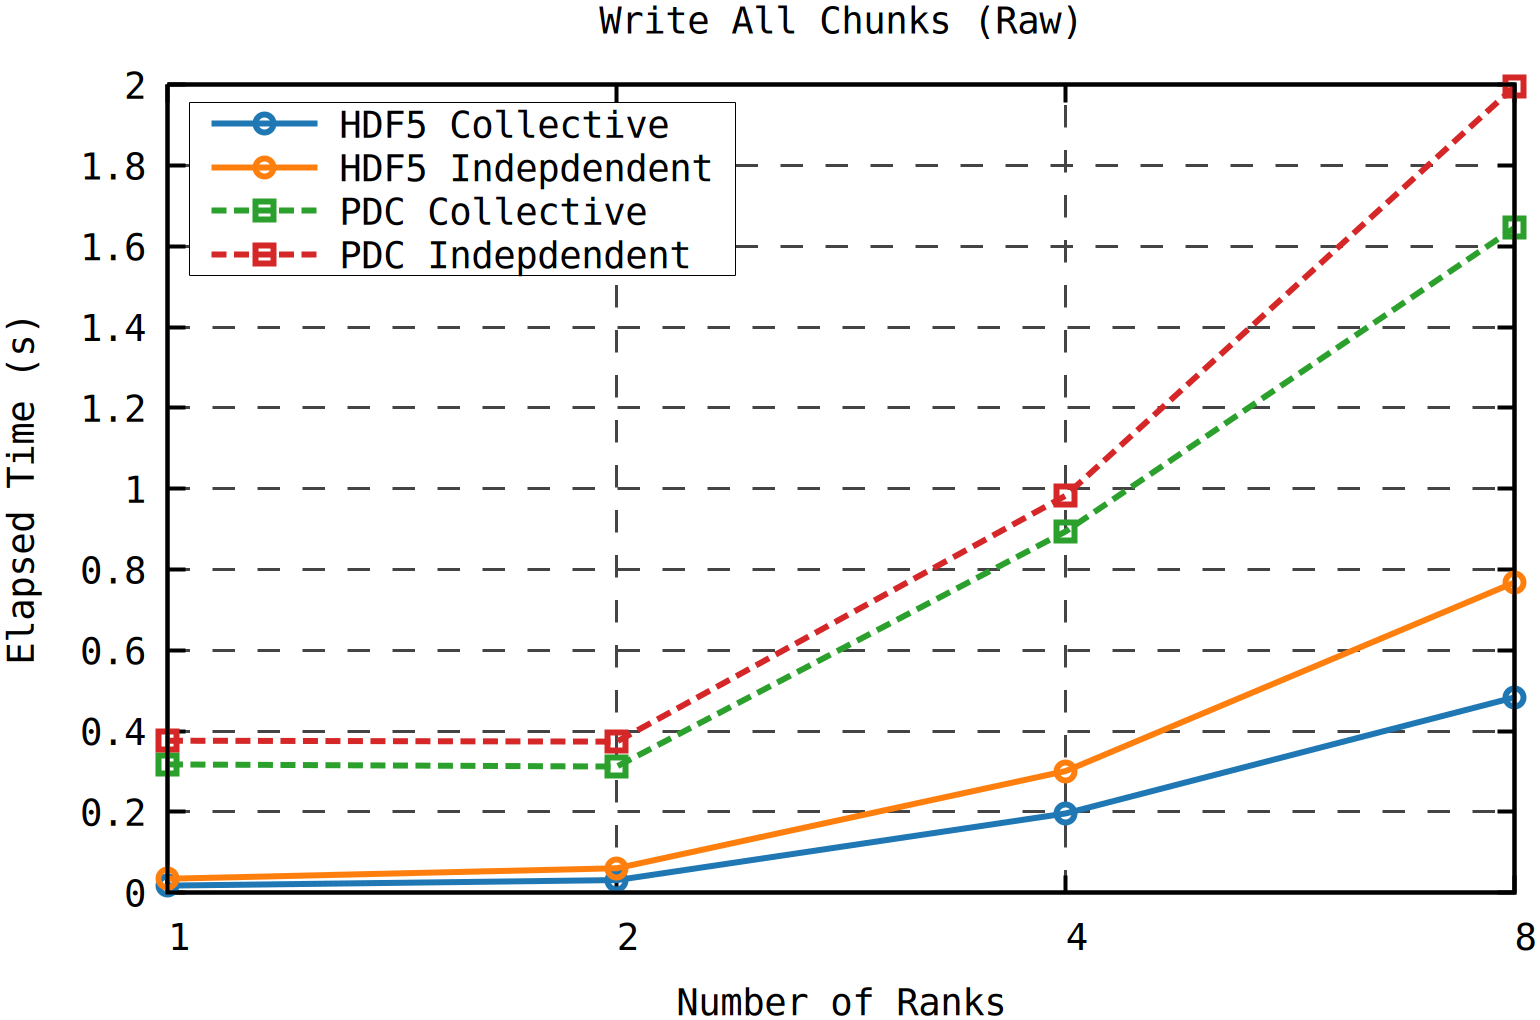 Write All Chunks (Raw)
HDF5 Collective
HDF5 Indepdendent
PDC Collective
PDC Indepdendent
Elapsed Time (s)
2
1.8
1.6
1.4
1.2
1
0.8
0.6
0.4
0.2
0
1 2 4 8
Number of Ranks